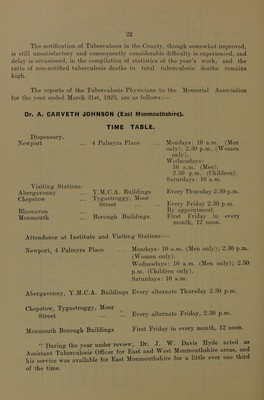 22
The notification of Tuberculosis in the County, though somewhat improved,
is still unsatisfactory and consequently considerable difficulty is experienced, and
delay is occasioned, in the compilation of statistics of the year's work, and the
ratio of non-notified tuberculosis deaths to total tuberculosis deaths remains
high.
The reports of the Tuberculosis Physicians to the Memorial Association
for the year ended March 31st, 1923, are as follows:—
Dr. A. CARVETH JOHNSON (East Monmouthshire).
TIME TABLE.
Dispensary.
Newport ... 4 Palmyra Place ... Mondays: 10 a.m. (Men
only), 2.30 p.m. (Women
only).
Wednesdays:
10 a.m. (Men).
2.30 p.m. (Children).
Saturdays: 10 a.m.
Visiting Stations.
Abergavenny ... Y.M.C.A. Buildings Every Thursday 2.30 p.m.
Chepstow ... Tygastroggy, Moor
Street ... Every Friday 2.30 p.m.
Blaenavon By appointment.
Monmouth ... Borough Buildings. First Friday in every
month, 12 noon.
Attendance at Institute and Visiting Stations:—
Newport, 4 Palmyra Place .. Mondays: 10 a.m. (Men only); 2.30 p.m.
(Women only).
Wednesdays: 10 a.m. (Men only); 2.30
p.m. (Children only).
Saturdays: 10 a.m.
Abergavenny, Y.M.C.A. Buildings Every alternate Thursday 2.30 p.m.
Chepstow, Tygastroggy, Moor
Street ... Every alternate Friday, 2.30 p.m.
Monmouth Borough Buildings First Friday in every month, 12 noon.
“ During the year under review, Dr. J. W. Davis Hyde acted as
Assistant Tuberculosis Officer for East and West Monmouthshire areas, and
his service was available for East Monmouthshire for a little over one third
of the time.